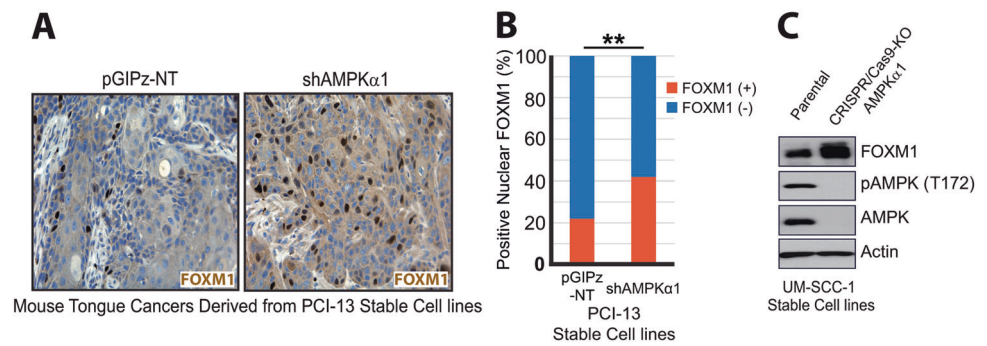 A
pGIPz-NT
shAMPKα1
FOXM1
FOXM1
Mouse Tongue Cancers Derived from PCI-13 Stable Cell lines
B
**
Positive Nuclear FOXM1 (%)
100
80
60
40
20
0
FOXM1 (+)
FOXM1 (-)
pGIPz
-NT
shAMPKα1
PCI-13
Stable Cell lines
C
Parental
CRISPR/Cas9-KO
AMPKα1
FOXM1
pAMPK (T172)
AMPK
Actin
UM-SCC-1
Stable Cell lines